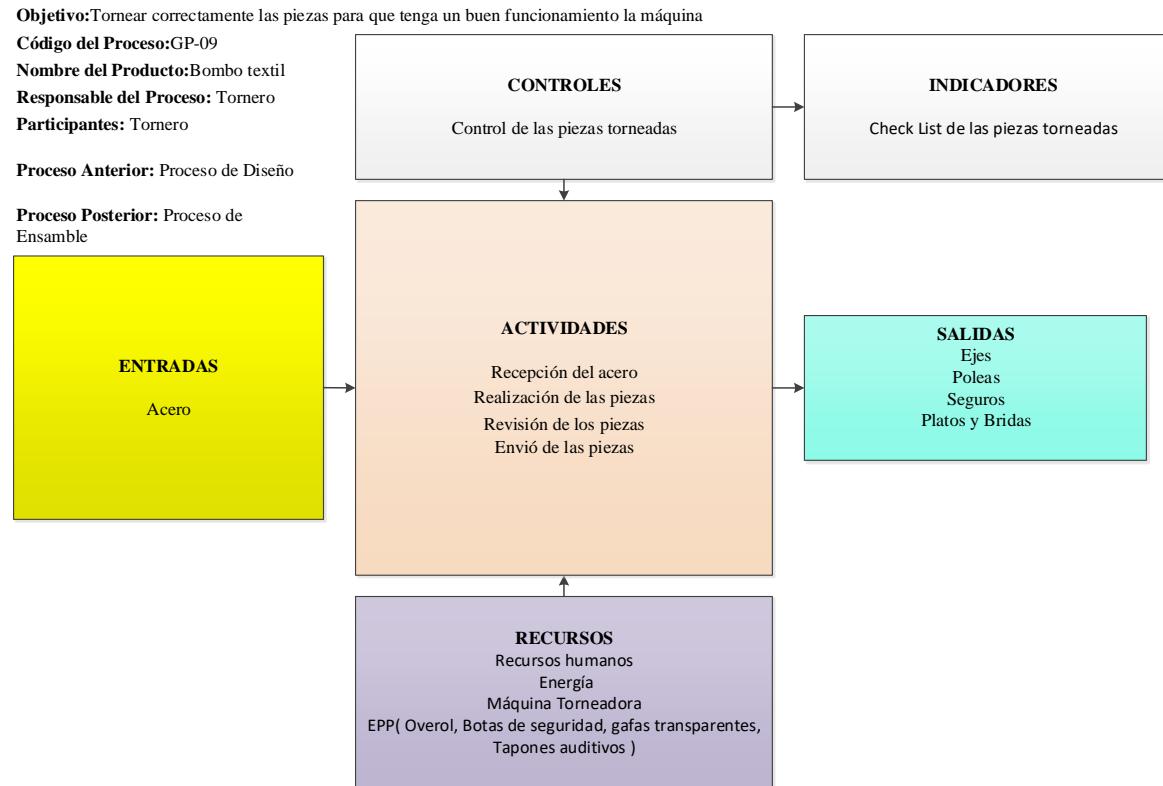 Objetivo:Tornear correctamente las piezas para que tenga un buen funcionamiento la máquina
Código del Proceso:GP-09
Nombre del Producto:Bombo textil
Responsable del Proceso: Tornero
Participantes: Tornero
Proceso Anterior: Proceso de Diseño
Proceso Posterior: Proceso de
Ensamble
CONTROLES
Control de las piezas torneadas
INDICADORES
Check List de las piezas torneadas
ENTRADAS
Acero
ACTIVIDADES
Recepción del acero
Realización de las piezas
Revisión de los piezas
Envió de las piezas
SALIDAS
Ejes
Poleas
Seguros
Platos y Bridas
RECURSOS
Recursos humanos
Energía
Máquina Torneadora
EPP( Overol, Botas de seguridad, gafas transparentes,
Tapones auditivos )